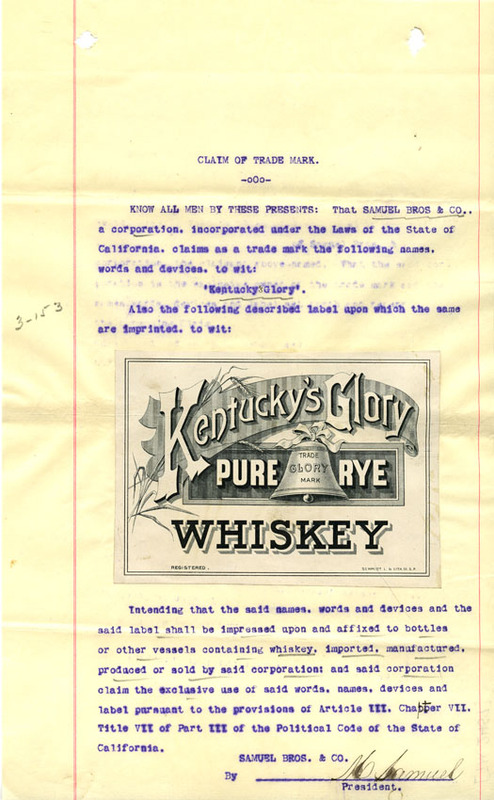 CLAIM OF TRADE MARK.
-oOo-
KNOW ALL MEN BY THESE PRESENTS: That SAMUEL BROS & CO.,
a corporation, incorporated under the Laws of the State of
California, claims as a trade mark the following names,
words and devices, to wit:
"Kentucky's Glory".
Also the following described label upon which the same
are imprinted, to wit:
3-153
Kentucky's Glory
TRADE
PURE GLORY RYE
MARK
WHISKEY
REGISTERED.
SCHMIDT L & LITH CO. S.F.
Intending that the said names, words and devices and the
said label shall be impressed upon and affixed to bottles
or other vessels containing whiskey, imported, manufactured,
produced or sold by said corporation; and said corporation
claim the exclusive use of said words, names, devices and
label pursuant to the provisions of Article III, Chapter VII,
Title VII of Part III of the Political Code of the State of
California.
SAMUEL BROS. & CO.
By M Samuel
President.